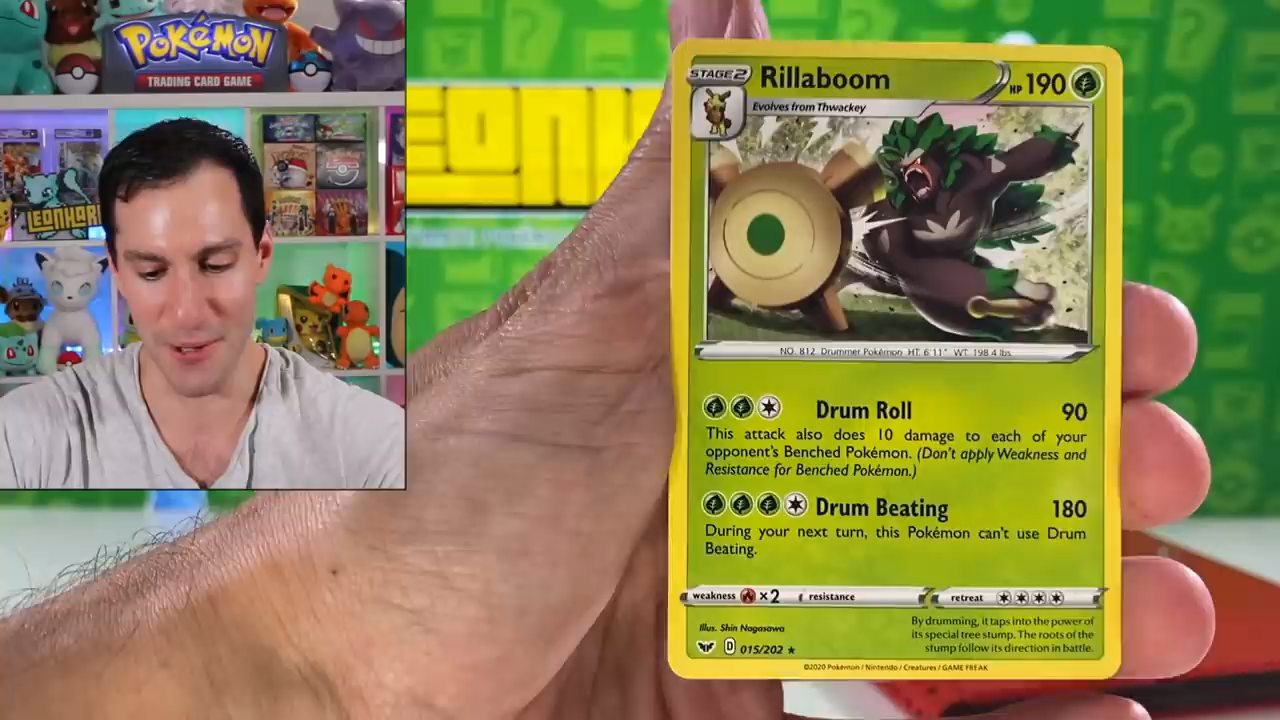 Pokémon
TRADING CARD GAME
LEONHART
STAGE 2
Rillaboom
HP 190
Evolves from Thwackey
NO. 812 Drummer Pokémon HT: 6'11" WT: 198.4 lbs.
Drum Roll 90
This attack also does 10 damage to each of your
opponent's Benched Pokémon. (Don't apply Weakness and
Resistance for Benched Pokémon.)
Drum Beating 180
During your next turn, this Pokémon can't use Drum
Beating.
weakness ×2 resistance retreat
Illus. Shin Nagasawa
D 015/202 ★
By drumming, it taps into the power of
its special tree stump. The roots of the
stump follow its direction in battle.
©2020 Pokémon / Nintendo / Creatures / GAME FREAK